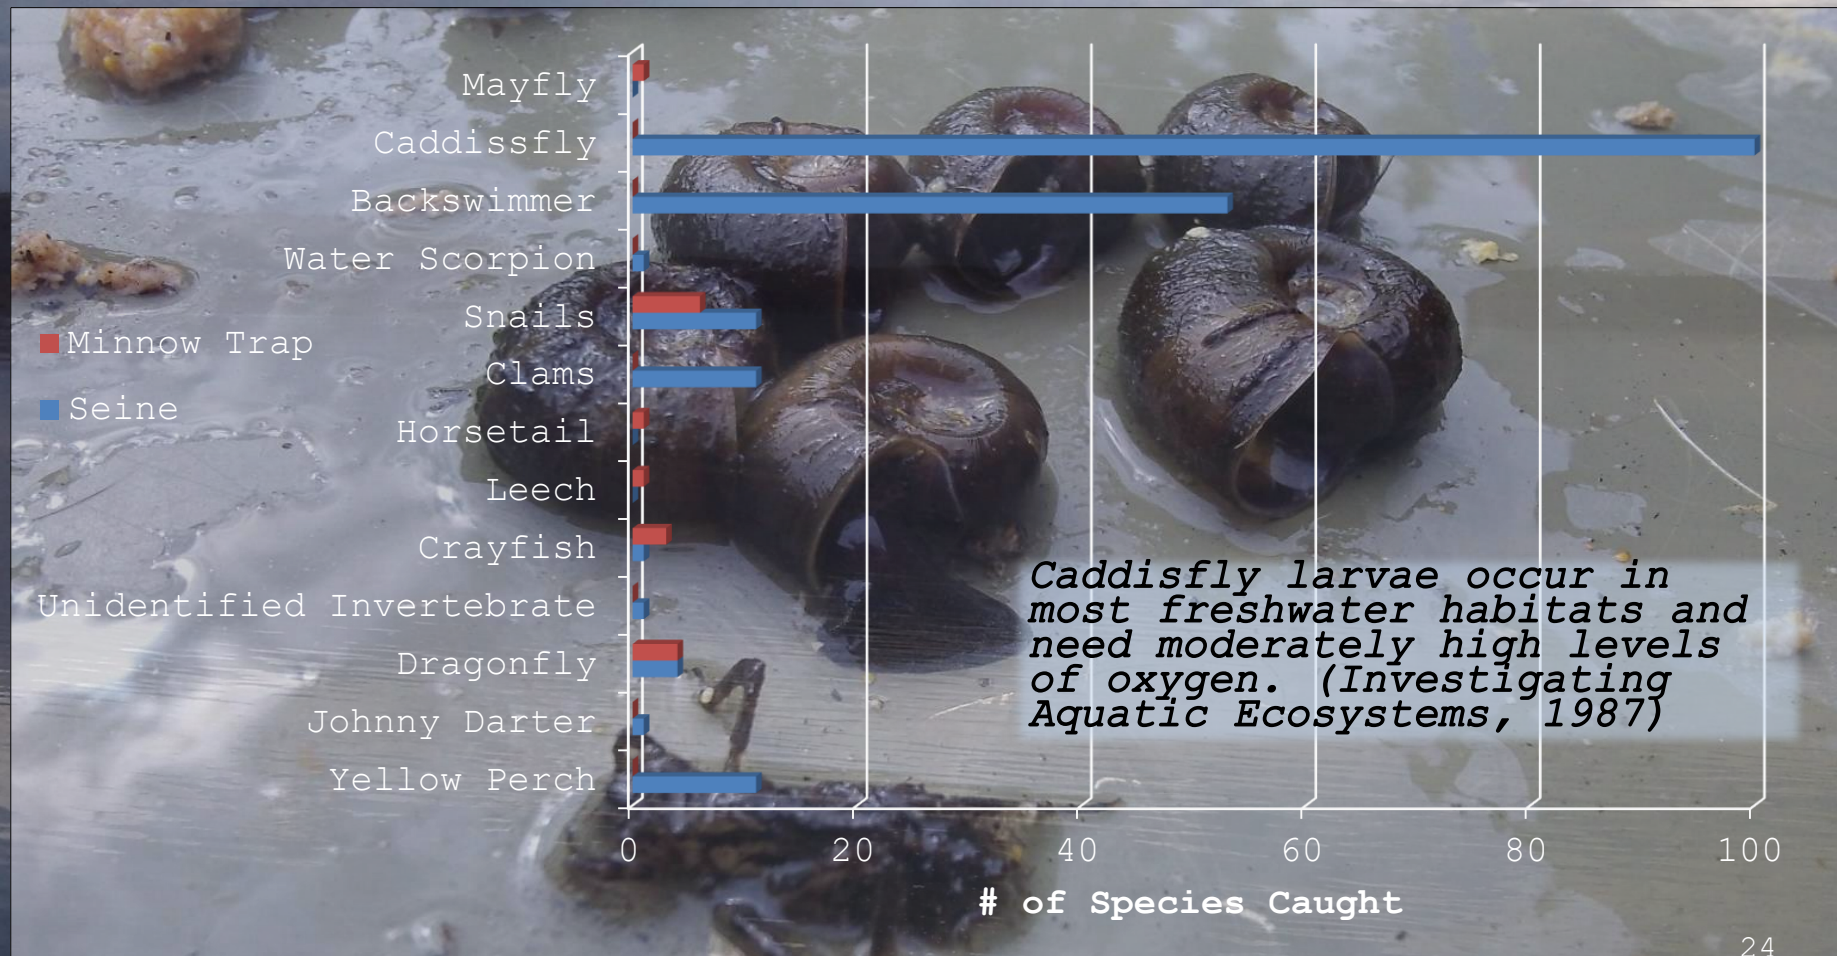 Mayfly
Caddissfly
Backswimmer
Water Scorpion
Snails
Clams
Horsetail
Leech
Crayfish
Unidentified Invertebrate
Dragonfly
Johnny Darter
Yellow Perch
Minnow Trap
Seine
Caddisfly larvae occur in
most freshwater habitats and
need moderately high levels
of oxygen. (Investigating
Aquatic Ecosystems, 1987)
0 20 40 60 80 100
# of Species Caught
24